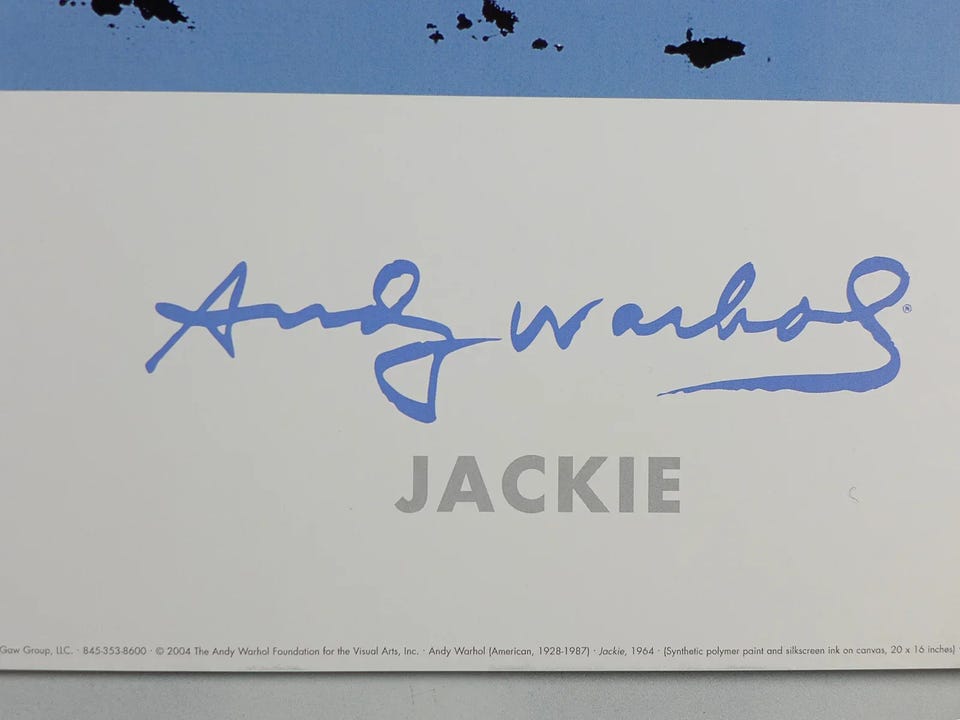 Andy Warhol®
JACKIE
Gaw Group, LLC. · 845-353-8600 · © 2004 The Andy Warhol Foundation for the Visual Arts, Inc. · Andy Warhol (American, 1928-1987) · Jackie, 1964 · (Synthetic polymer paint and silkscreen ink on canvas, 20 x 16 inches) ·